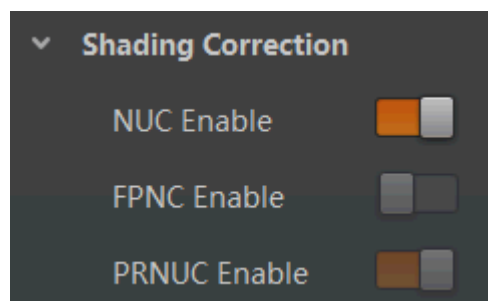 Shading Correction
NUC Enable
FPNC Enable
PRNUC Enable